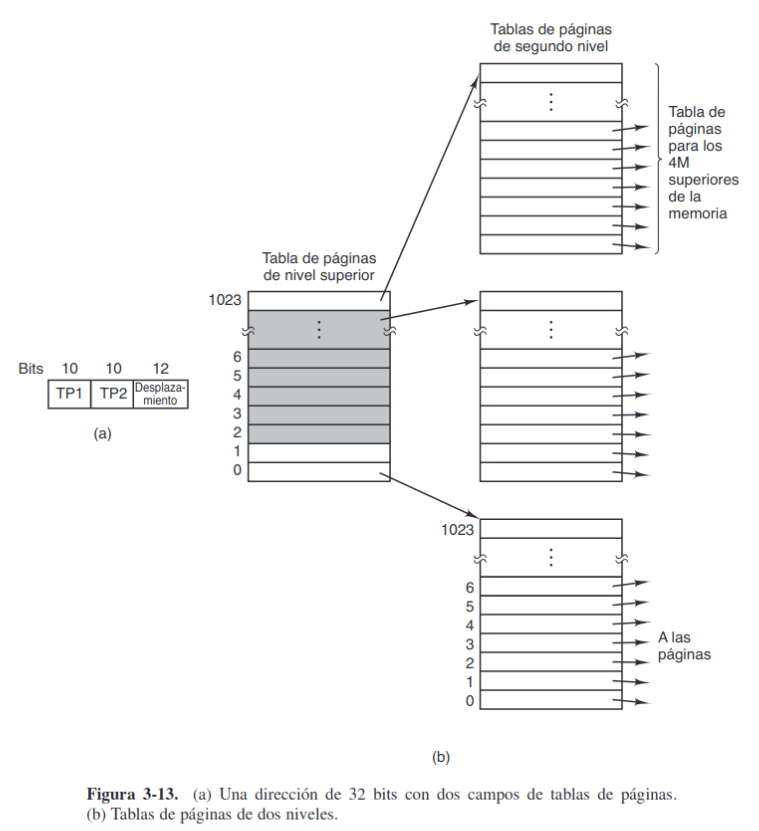 Tablas de páginas
de segundo nivel
Tabla de
páginas
para los
4M
superiores
de la
memoria
Tabla de páginas
de nivel superior
1023
6
5
4
3
2
1
0
Bits 10 10 12
TP1 TP2 Desplaza-
miento
(a)
1023
6
5
4
3
2
1
0
A las
páginas
(b)
Figura 3-13. (a) Una dirección de 32 bits con dos campos de tablas de páginas.
(b) Tablas de páginas de dos niveles.